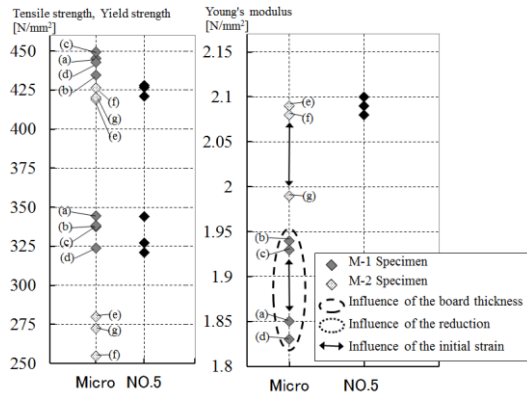 Tensile strength, Yield strength
[N/mm²]
450
425
400
375
350
325
300
275
250
(c)
(a)
(d)
(b)
(f)
(g)
(e)
(a)
(b)
(c)
(d)
(e)
(g)
(f)
Micro NO.5
Young's modulus
[N/mm²]
2.15
2.1
2.05
2
1.95
1.9
1.85
1.8
(e)
(f)
(g)
(b)
(c)
(a)
(d)
Micro NO.5
M-1 Specimen
M-2 Specimen
Influence of the board thickness
Influence of the reduction
Influence of the initial strain